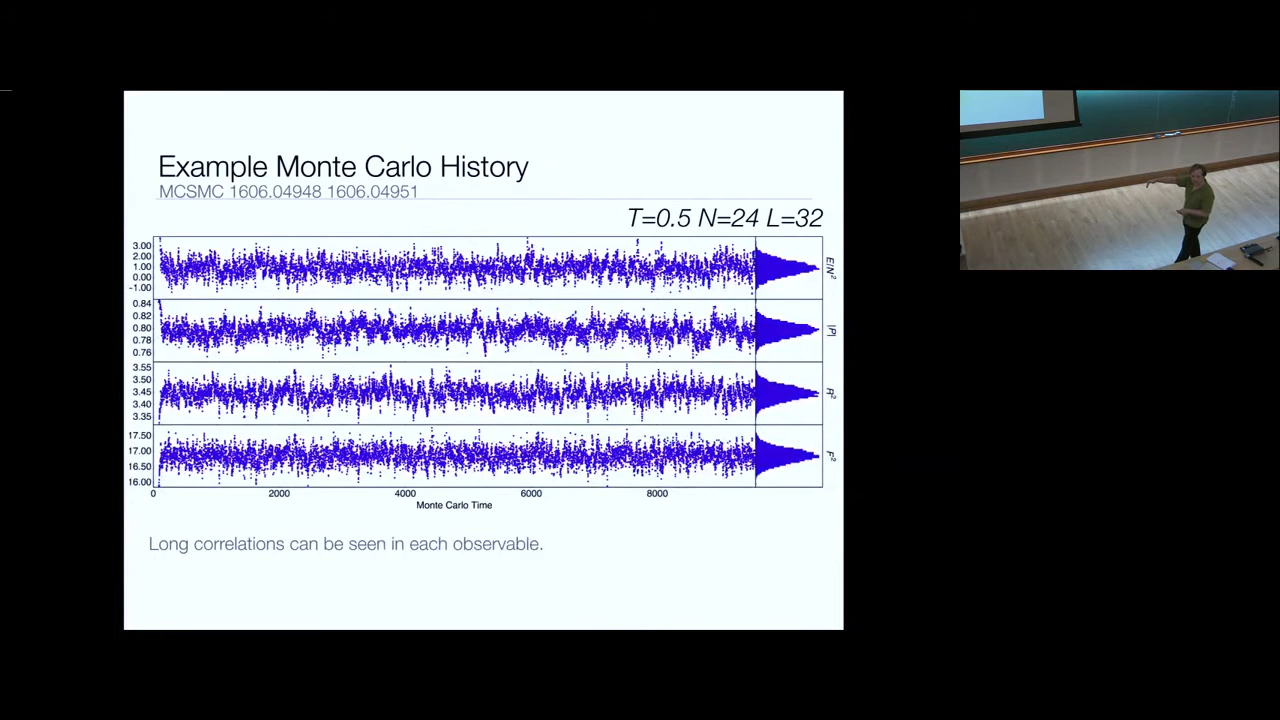 Example Monte Carlo History
MCSMC 1606.04948 1606.04951
T=0.5 N=24 L=32
3.00
2.00
1.00
0.00
-1.00
E/N²
0.84
0.82
0.80
0.78
0.76
|P|
3.55
3.50
3.45
3.40
3.35
R²
17.50
17.00
16.50
16.00
F²
0 2000 4000 6000 8000
Monte Carlo Time
Long correlations can be seen in each observable.